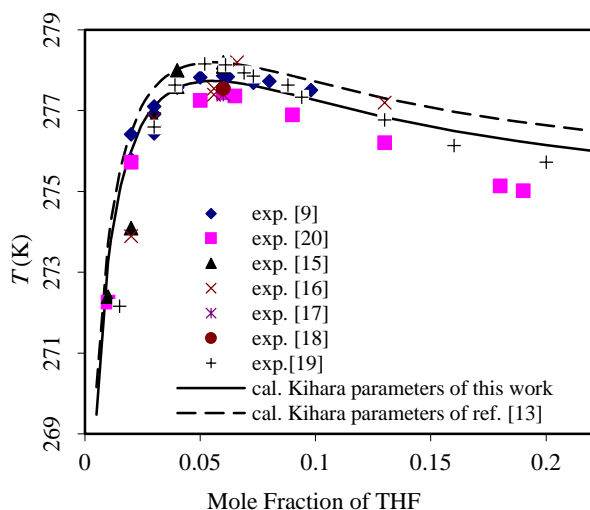 279
277
275
273
271
269
T (K)
exp. [9]
exp. [20]
exp. [15]
exp. [16]
exp. [17]
exp. [18]
exp.[19]
cal. Kihara parameters of this work
cal. Kihara parameters of ref. [13]
0 0.05 0.1 0.15 0.2
Mole Fraction of THF